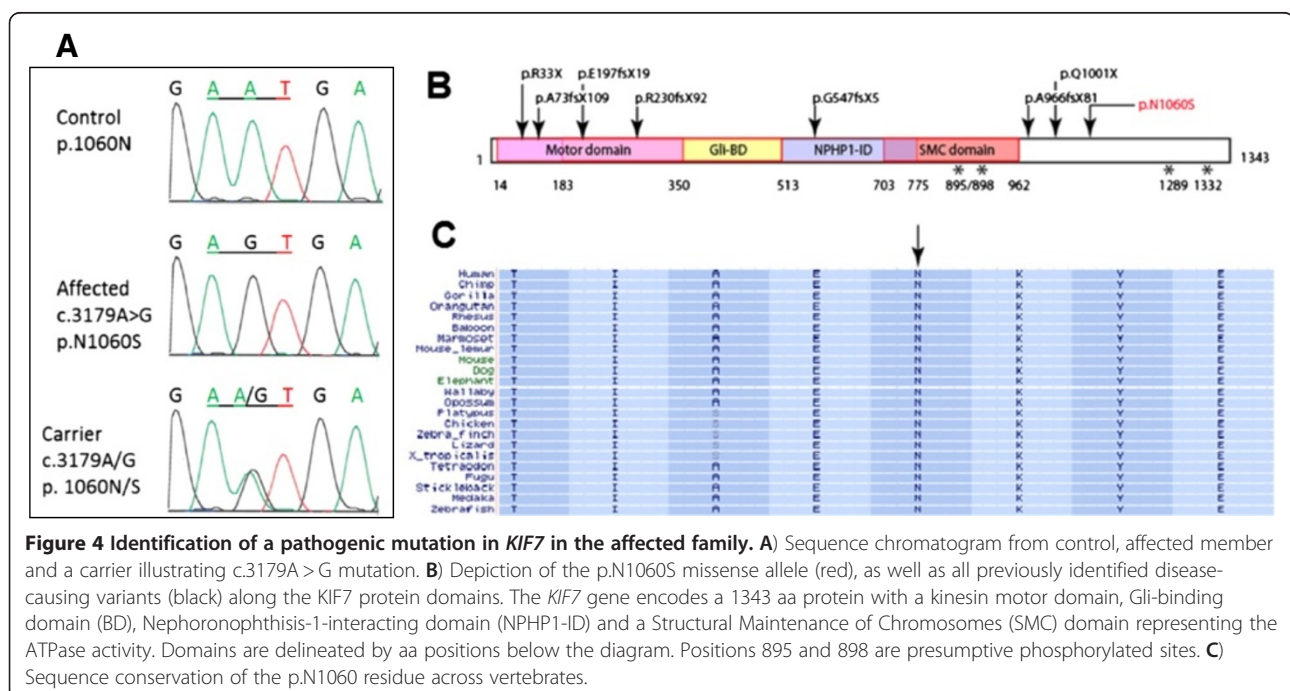 A
G A A T G A
Control
p.1060N
G A G T G A
Affected
c.3179A>G
p.N1060S
G A A/G T G A
Carrier
c.3179A/G
p. 1060N/S
B
p.R33X p.E197fsX19 p.Q1001X
p.A73fsX109 p.R230fsX92 p.G547fsX5 p.A966fsX81 p.N1060S
1 Motor domain Gli-BD NPHP1-ID SMC domain 1343
* * * *
14 183 350 513 703 775 895/898 962 1289 1332
C
Human T I A E N K Y E
Chimp T I A E N K Y E
Gorilla T I A E N K Y E
Orangutan T I A E N K Y E
Rhesus T I A E N K Y E
Baboon T I A E N K Y E
Marmoset T I A E N K Y E
Mouse_lemur T I A E N K Y E
Mouse T I A E N K Y E
Dog T I A E N K Y E
Elephant T I A E N K Y E
Wallaby T I A E N K Y E
Opossum T I A E N K Y E
Platypus T I S E N K Y E
Chicken T I S E N K Y E
Zebra_finch T I S E N K Y E
Lizard T I S E N K Y E
X_tropicalis T I S E N K Y E
Tetraodon T I A E N K Y E
Fugu T I A E N K Y E
Stickleback T I A E N K Y E
Medaka T I A E N K Y E
Zebrafish T I A E N K Y E
Figure 4 Identification of a pathogenic mutation in KIF7 in the affected family. A) Sequence chromatogram from control, affected member
and a carrier illustrating c.3179A > G mutation. B) Depiction of the p.N1060S missense allele (red), as well as all previously identified disease-
causing variants (black) along the KIF7 protein domains. The KIF7 gene encodes a 1343 aa protein with a kinesin motor domain, Gli-binding
domain (BD), Nephoronophthisis-1-interacting domain (NPHP1-ID) and a Structural Maintenance of Chromosomes (SMC) domain representing the
ATPase activity. Domains are delineated by aa positions below the diagram. Positions 895 and 898 are presumptive phosphorylated sites. C)
Sequence conservation of the p.N1060 residue across vertebrates.